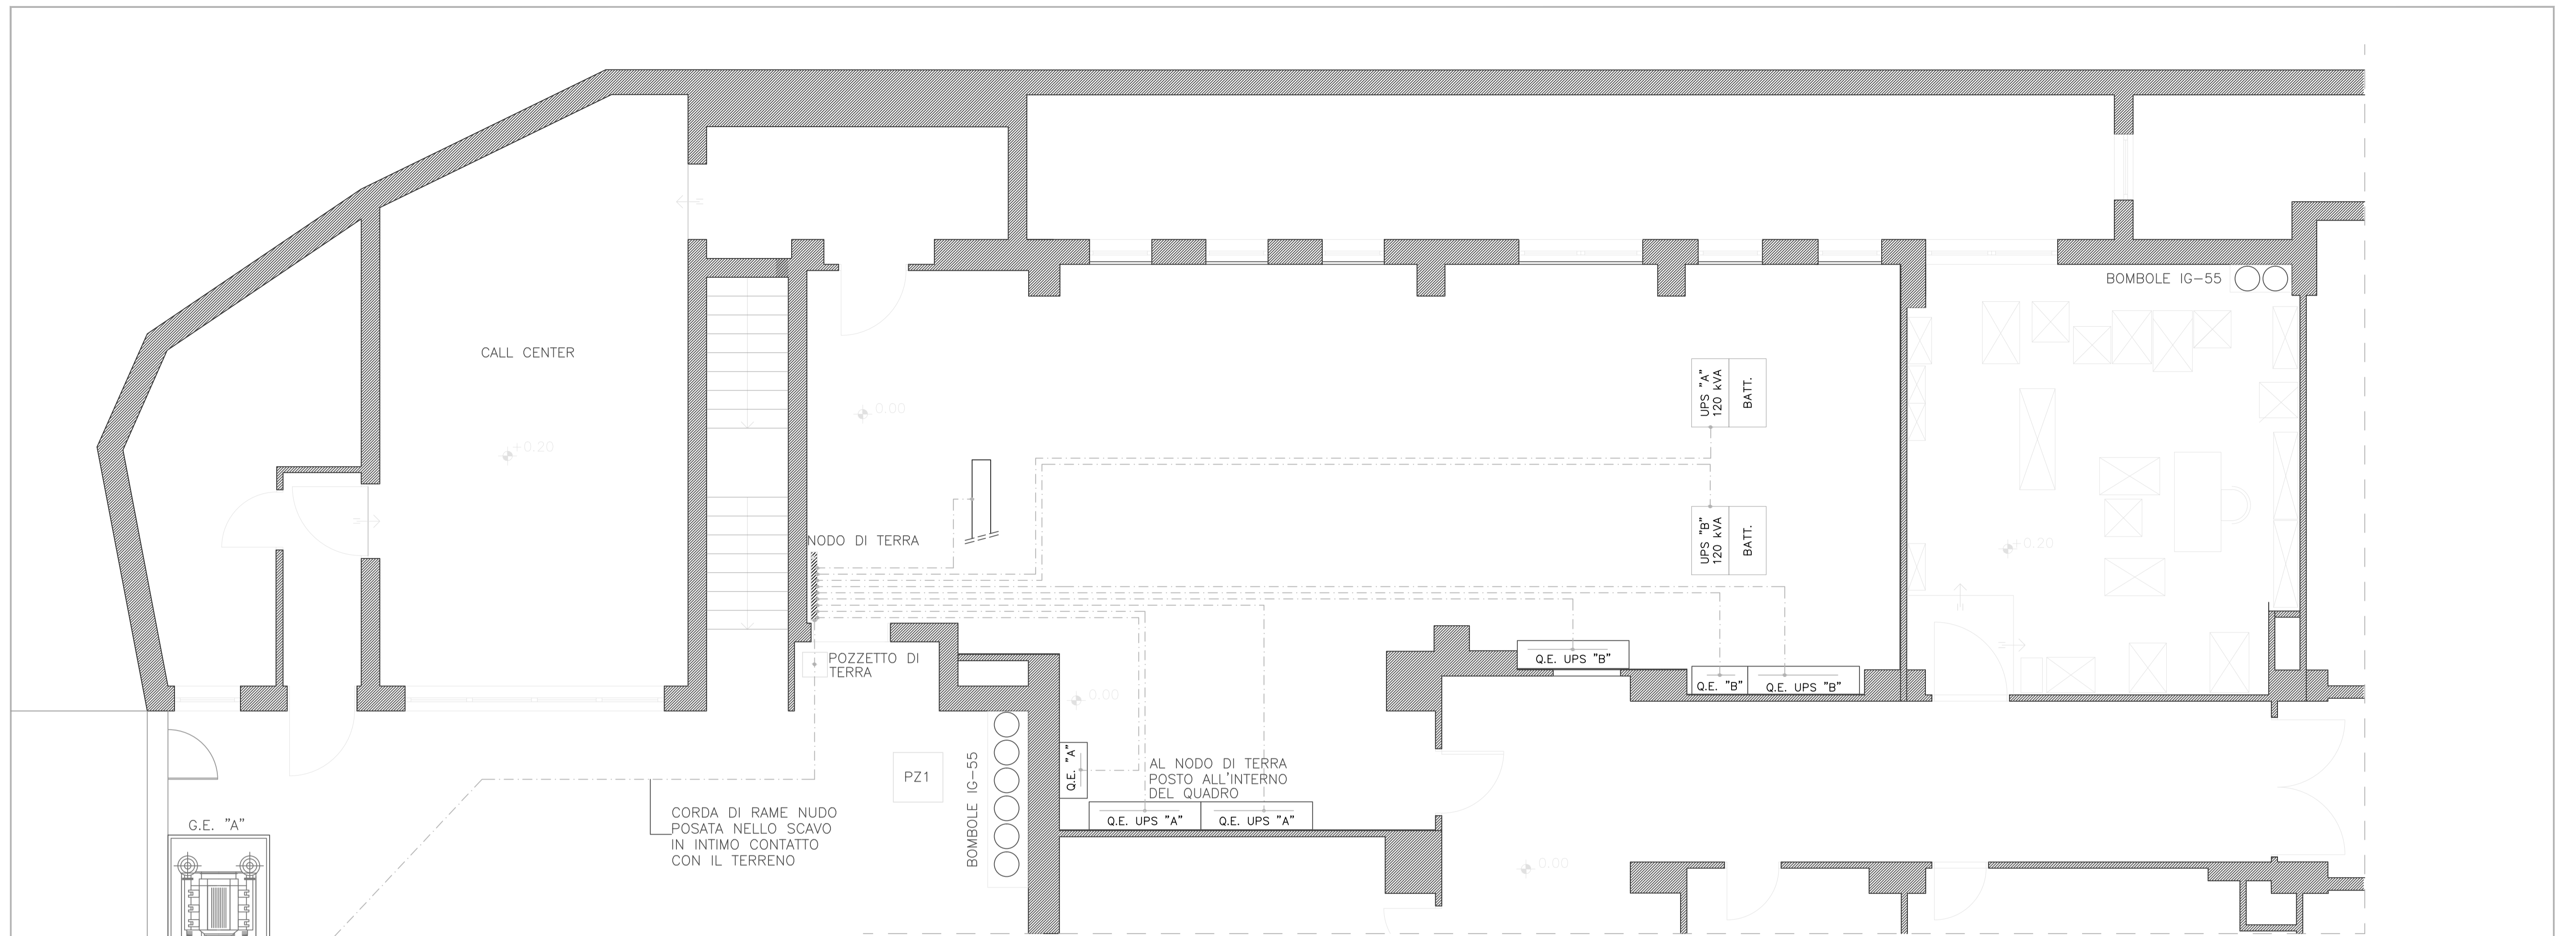 BOMBOLE IG-55
CALL CENTER
UPS "A"
120 kVA
BATT.
0.00
+0.20
NODO DI TERRA
UPS "B"
120 kVA
BATT.
+0.20
POZZETTO DI
TERRA
Q.E. UPS "B"
Q.E. "B"
Q.E. UPS "B"
0.00
PZ1
BOMBOLE IG-55
Q.E. "A"
AL NODO DI TERRA
POSTO ALL'INTERNO
DEL QUADRO
Q.E. UPS "A"
Q.E. UPS "A"
G.E. "A"
CORDA DI RAME NUDO
POSATA NELLO SCAVO
IN INTIMO CONTATTO
CON IL TERRENO
0.00